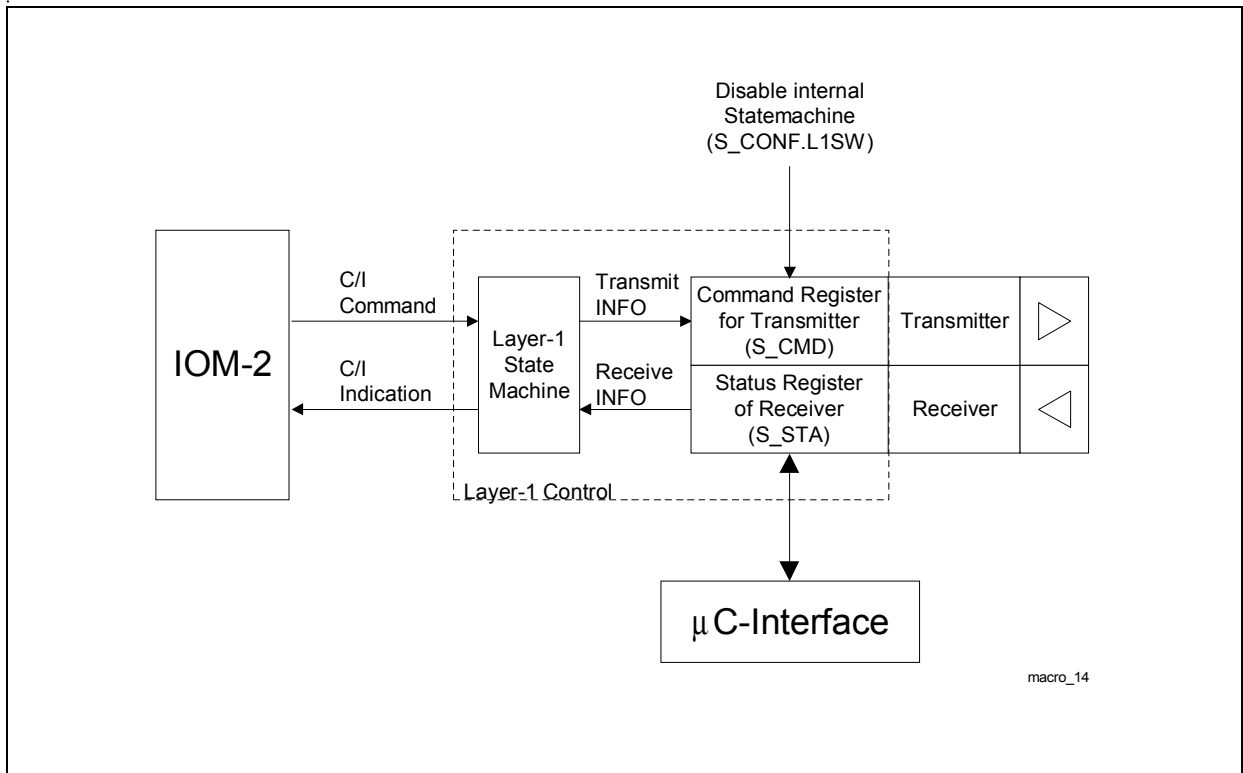 Disable internal
Statemachine
(S_CONF.L1SW)
IOM-2
C/I
Command
C/I
Indication
Layer-1
State
Machine
Transmit
INFO
Receive
INFO
Command Register
for Transmitter
(S_CMD)
Transmitter
Status Register
of Receiver
(S_STA)
Receiver
Layer-1 Control
μC-Interface
macro_14